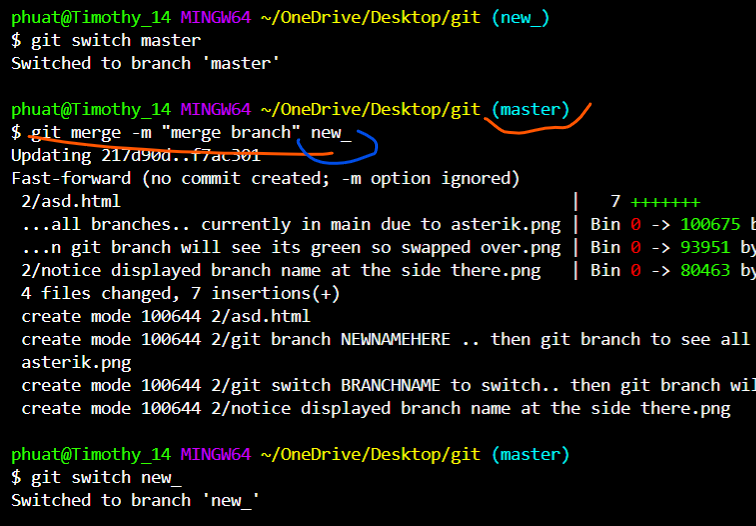 phuat@Timothy_14 MINGW64 ~/OneDrive/Desktop/git (new_)
$ git switch master
Switched to branch 'master'
phuat@Timothy_14 MINGW64 ~/OneDrive/Desktop/git (master)
$ git merge -m "merge branch" new_
Updating 217d90d..f7ac301
Fast-forward (no commit created; -m option ignored)
2/asd.html | 7 +++++++
...all branches.. currently in main due to asterik.png | Bin 0 -> 100675 b
...n git branch will see its green so swapped over.png | Bin 0 -> 93951 by
2/notice displayed branch name at the side there.png | Bin 0 -> 80463 by
4 files changed, 7 insertions(+)
create mode 100644 2/asd.html
create mode 100644 2/git branch NEWNAMEHERE .. then git branch to see all
asterik.png
create mode 100644 2/git switch BRANCHNAME to switch.. then git branch wil
create mode 100644 2/notice displayed branch name at the side there.png
phuat@Timothy_14 MINGW64 ~/OneDrive/Desktop/git (master)
$ git switch new_
Switched to branch 'new_'